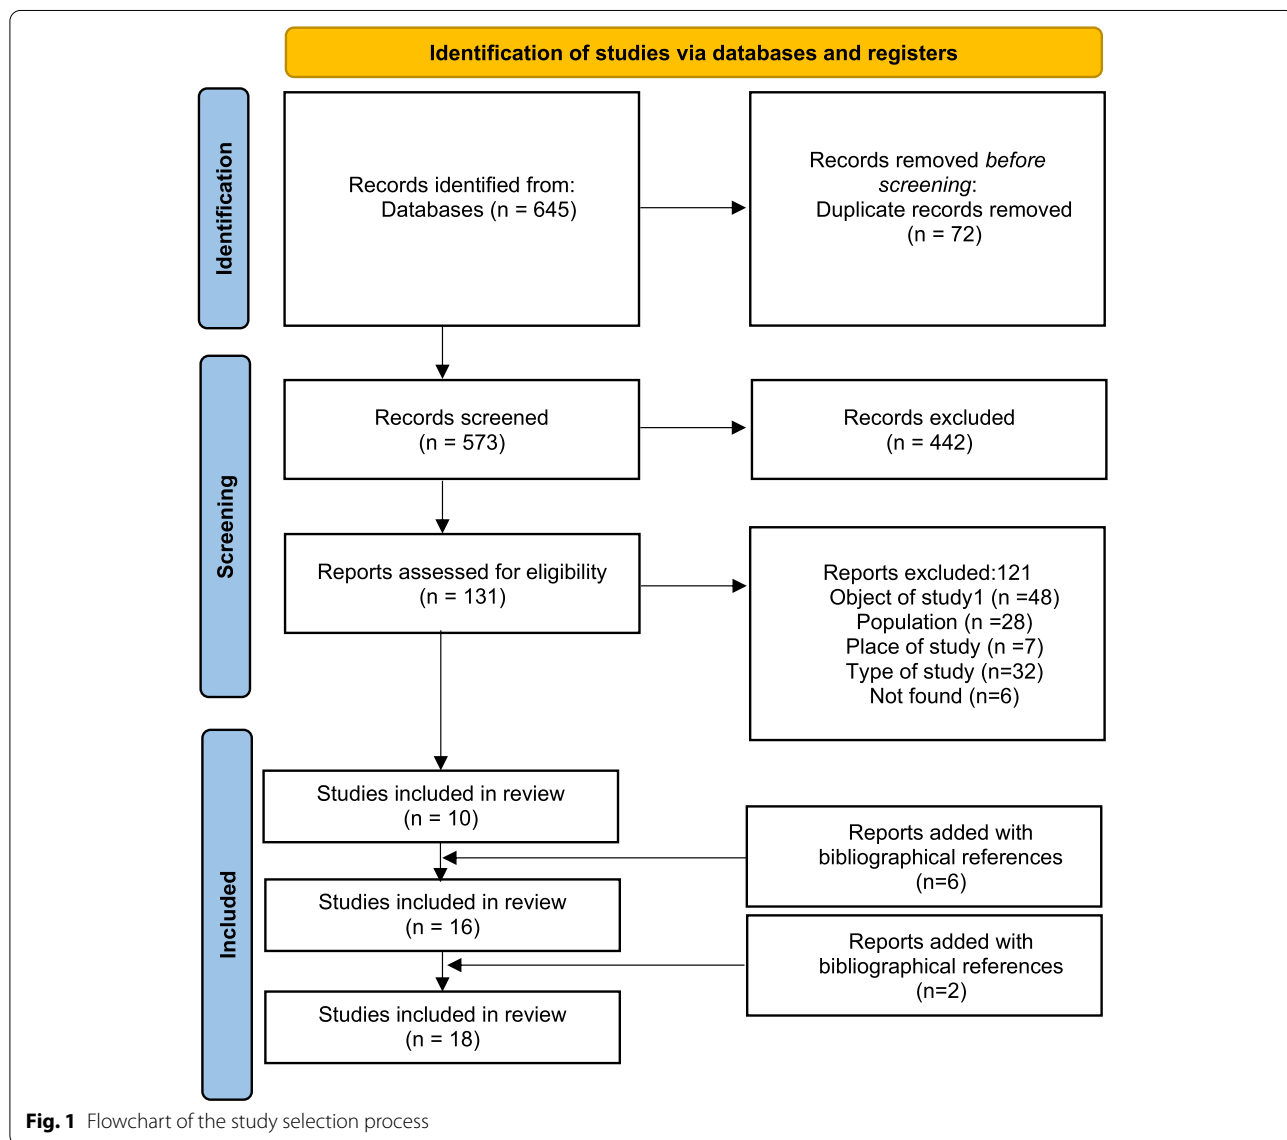 Identification of studies via databases and registers
Identification
Records identified from:
Databases (n = 645)
Records removed before
screening:
Duplicate records removed
(n = 72)
Screening
Records screened
(n = 573)
Records excluded
(n = 442)
Reports assessed for eligibility
(n = 131)
Reports excluded:121
Object of study1 (n =48)
Population (n =28)
Place of study (n =7)
Type of study (n=32)
Not found (n=6)
Included
Studies included in review
(n = 10)
Reports added with
bibliographical references
(n=6)
Studies included in review
(n = 16)
Reports added with
bibliographical references
(n=2)
Studies included in review
(n = 18)
Fig. 1 Flowchart of the study selection process